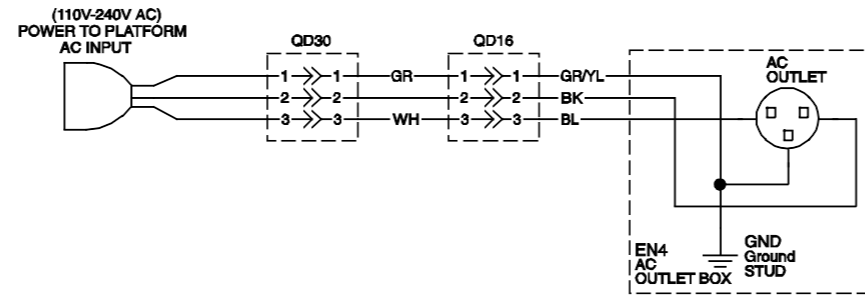 (110V-240V AC)
POWER TO PLATFORM
AC INPUT
QD30
QD16
1 1 GR 1 1 GR/YL
2 2 2 2 BK
3 3 WH 3 3 BL
AC
OUTLET
EN4
AC
OUTLET BOX
GND
Ground
STUD